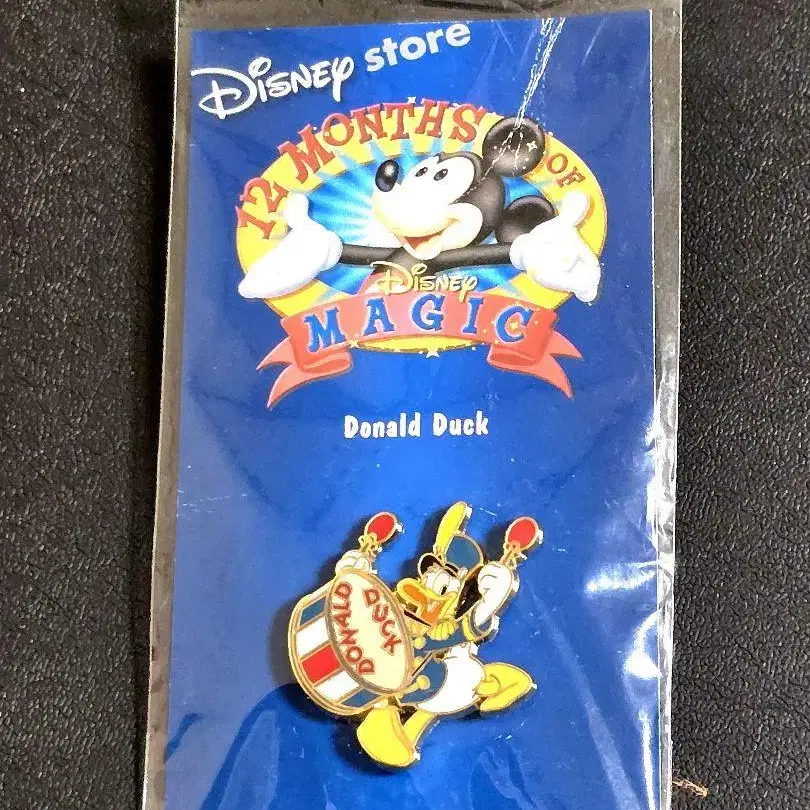 Disney store
12 MONTHS OF
Disney
MAGIC
Donald Duck
DONALD
DUCK